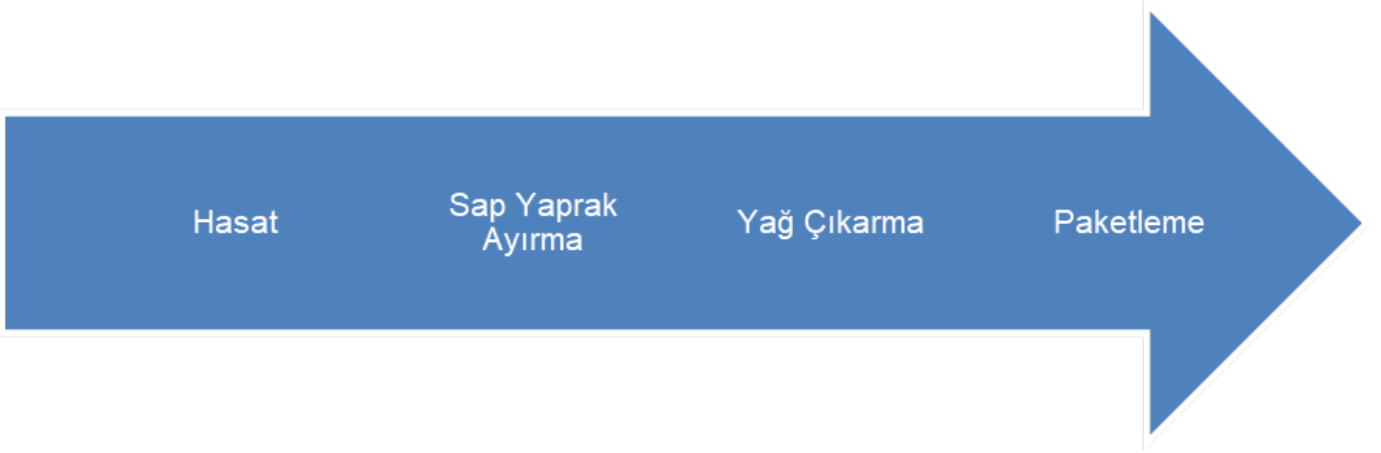 Hasat
Sap Yaprak
Ayırma
Yağ Çıkarma
Paketleme